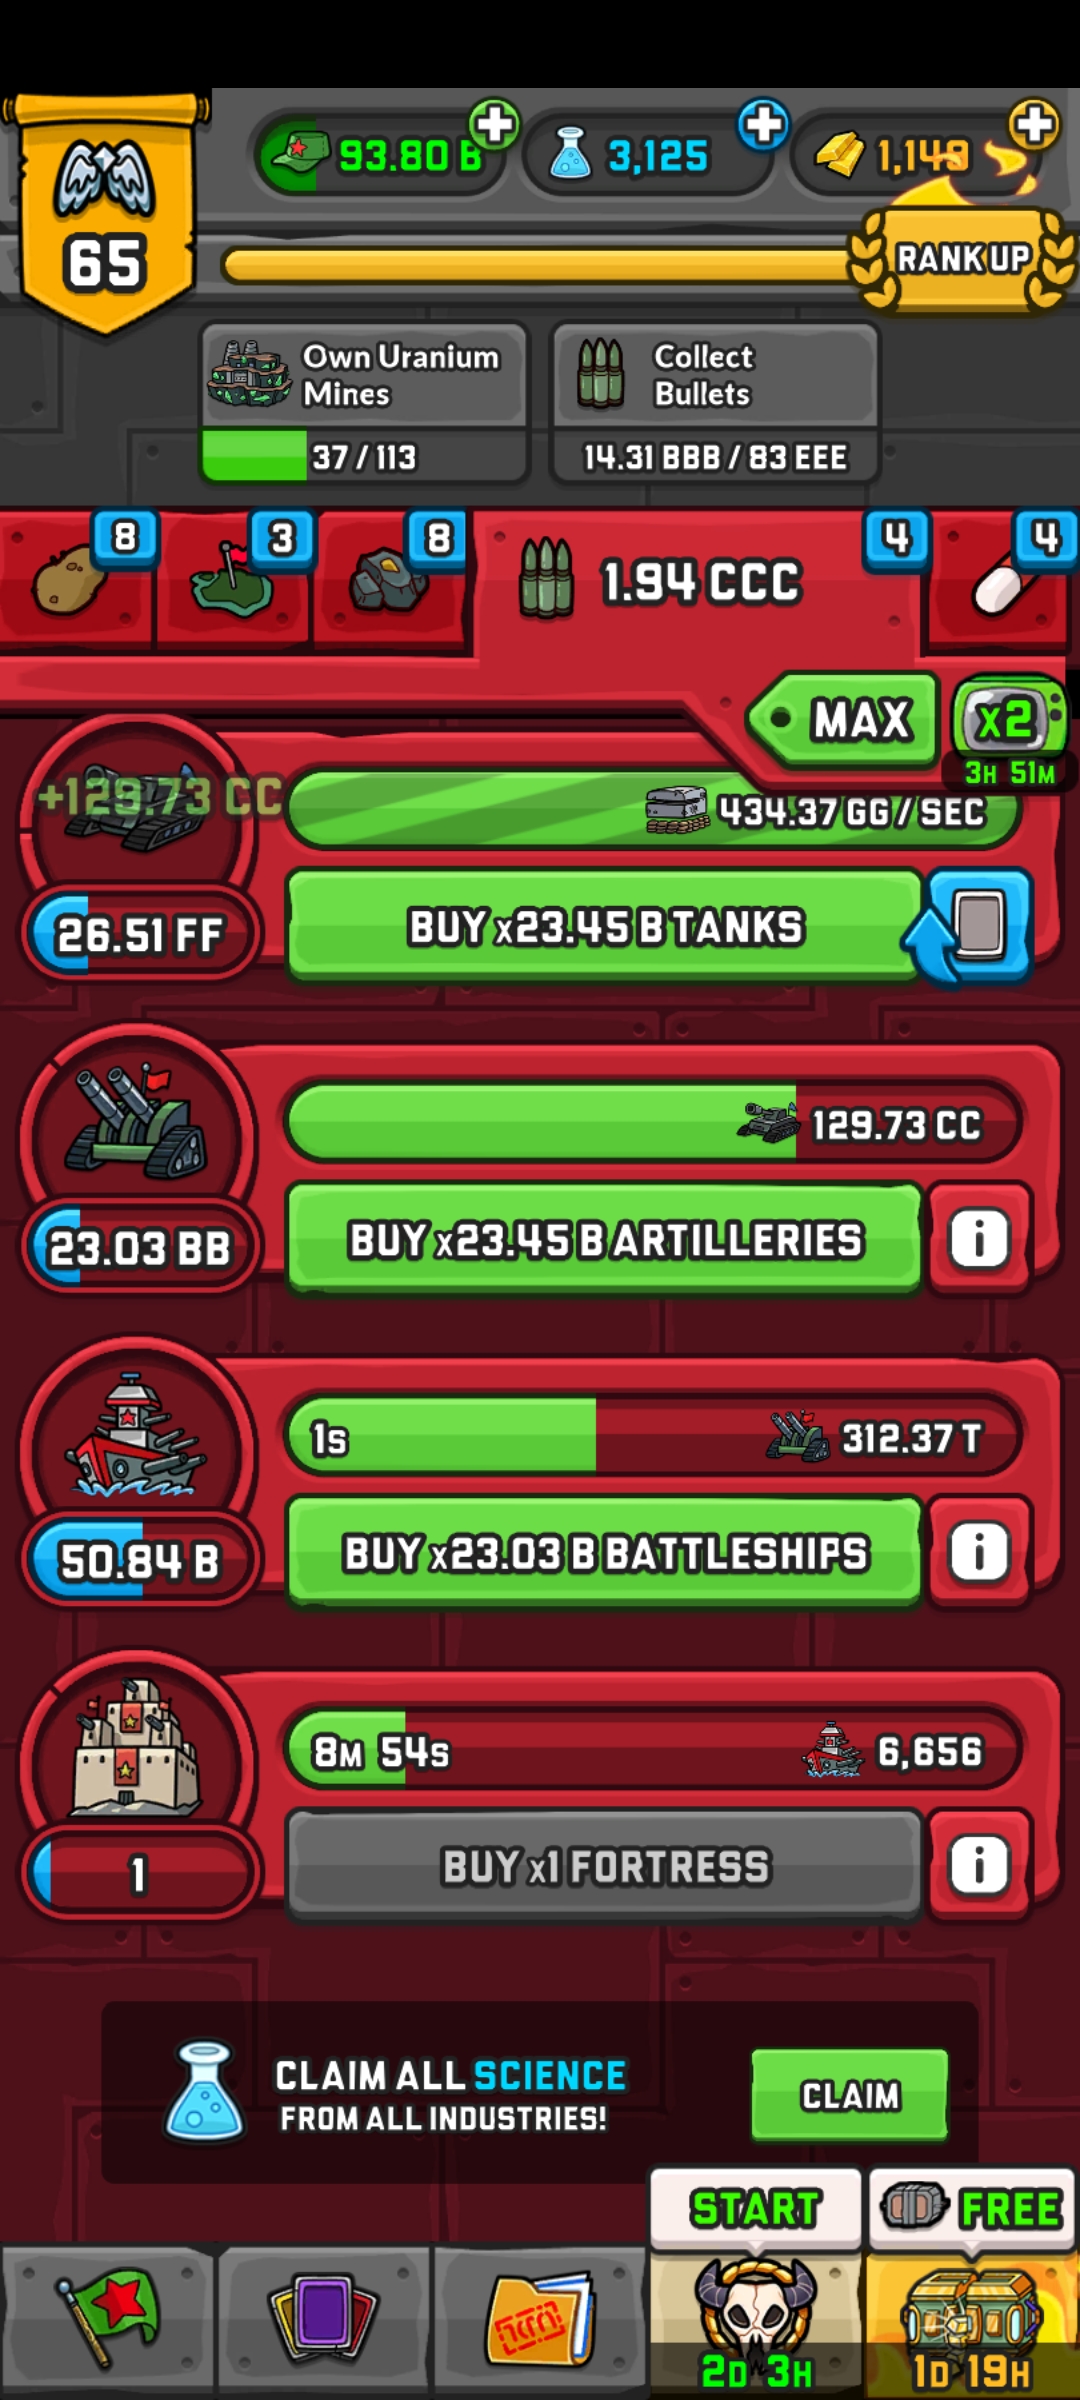 93.80 B
3,125
1,149
65
RANK UP
Own Uranium
Mines
37 / 113
Collect
Bullets
14.31 BBB / 83 EEE
8
3
8
1.94 CCC
4
4
MAX
x2
3H 51M
+129.73 CC
434.37 GG / SEC
26.51 FF
BUY x23.45 B TANKS
129.73 CC
23.03 BB
BUY x23.45 B ARTILLERIES
i
1s
312.37 T
50.84 B
BUY x23.03 B BATTLESHIPS
i
8M 54s
6,656
1
BUY x1 FORTRESS
i
CLAIM ALL SCIENCE
FROM ALL INDUSTRIES!
CLAIM
START
FREE
2D 3H
1D 19H